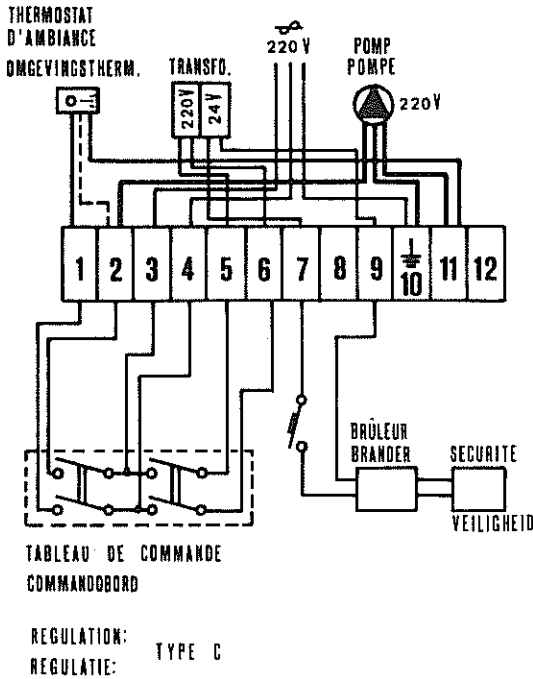 THERMOSTAT
D'AMBIANCE
OMGEVINGSTHERM.
TRANSFO.
220V
24V
220 V
POMP
POMPE
220V
1 2 3 4 5 6 7 8 9 10 11 12
BRÛLEUR
BRANDER
SECURITE
VEILIGHEID
TABLEAU DE COMMANDE
COMMANDOBORD
REGULATION:
REGULATIE:
TYPE C